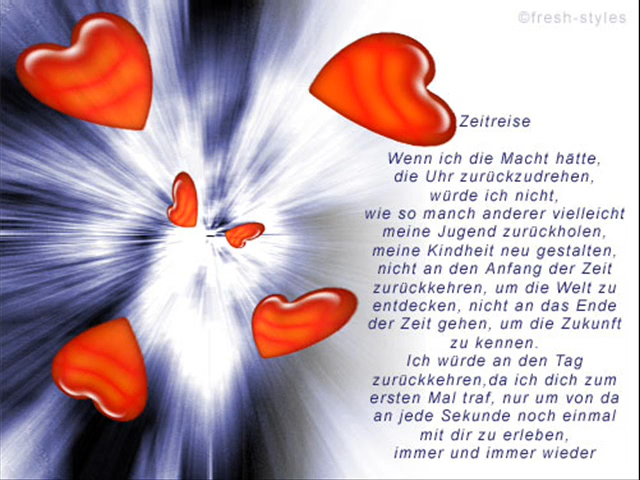 ©fresh-styles
Zeitreise
Wenn ich die Macht hätte,
die Uhr zurückzudrehen,
würde ich nicht,
wie so manch anderer vielleicht
meine Jugend zurückholen,
meine Kindheit neu gestalten,
nicht an den Anfang der Zeit
zurückkehren, um die Welt zu
entdecken, nicht an das Ende
der Zeit gehen, um die Zukunft
zu kennen.
Ich würde an den Tag
zurückkehren,da ich dich zum
ersten Mal traf, nur um von da
an jede Sekunde noch einmal
mit dir zu erleben,
immer und immer wieder